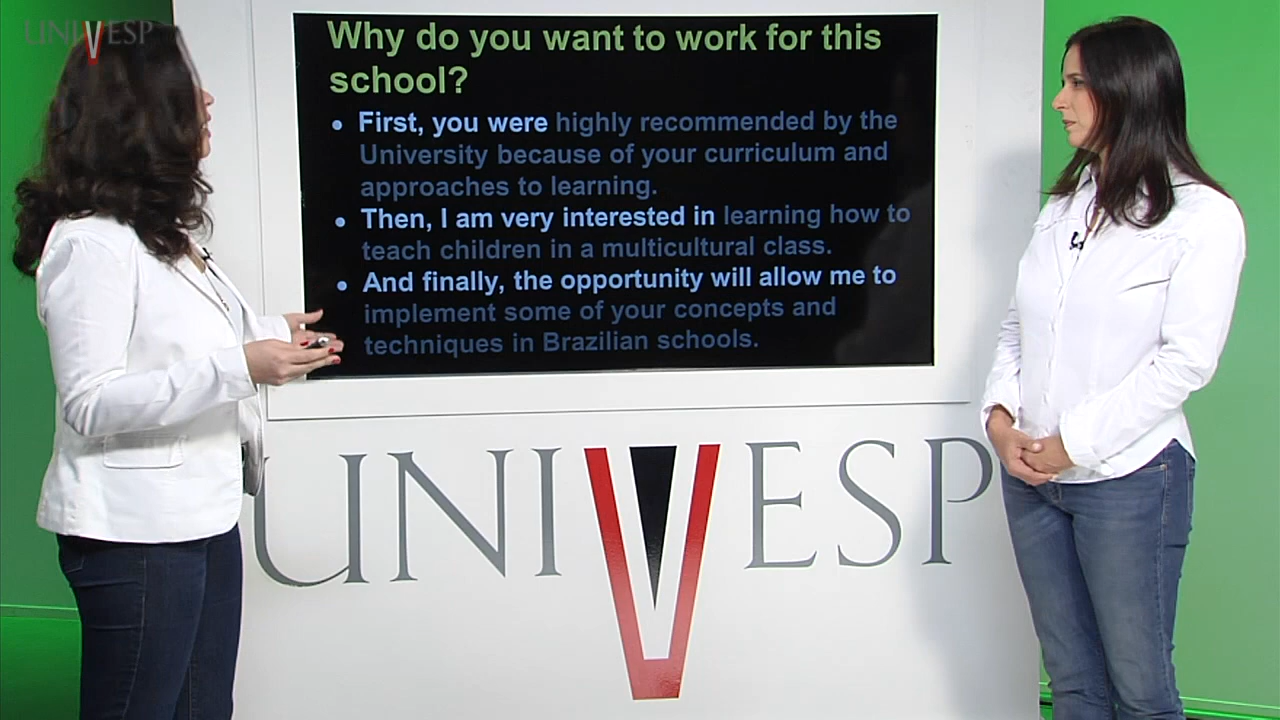 UNIVESP
Why do you want to work for this
school?
• First, you were highly recommended by the
University because of your curriculum and
approaches to learning.
• Then, I am very interested in learning how to
teach children in a multicultural class.
• And finally, the opportunity will allow me to
implement some of your concepts and
techniques in Brazilian schools.
UNIVESP